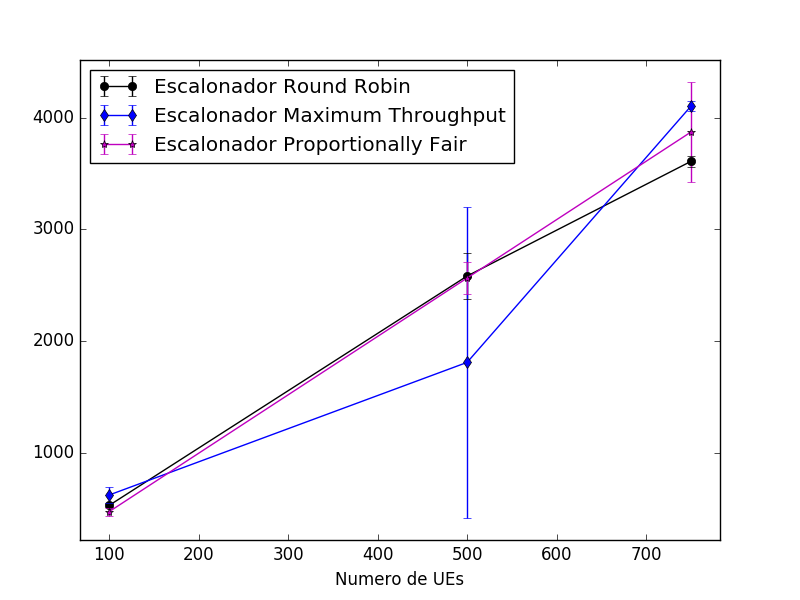 Escalonador Round Robin
Escalonador Maximum Throughput
Escalonador Proportionally Fair
4000
3000
2000
1000
100 200 300 400 500 600 700
Numero de UEs